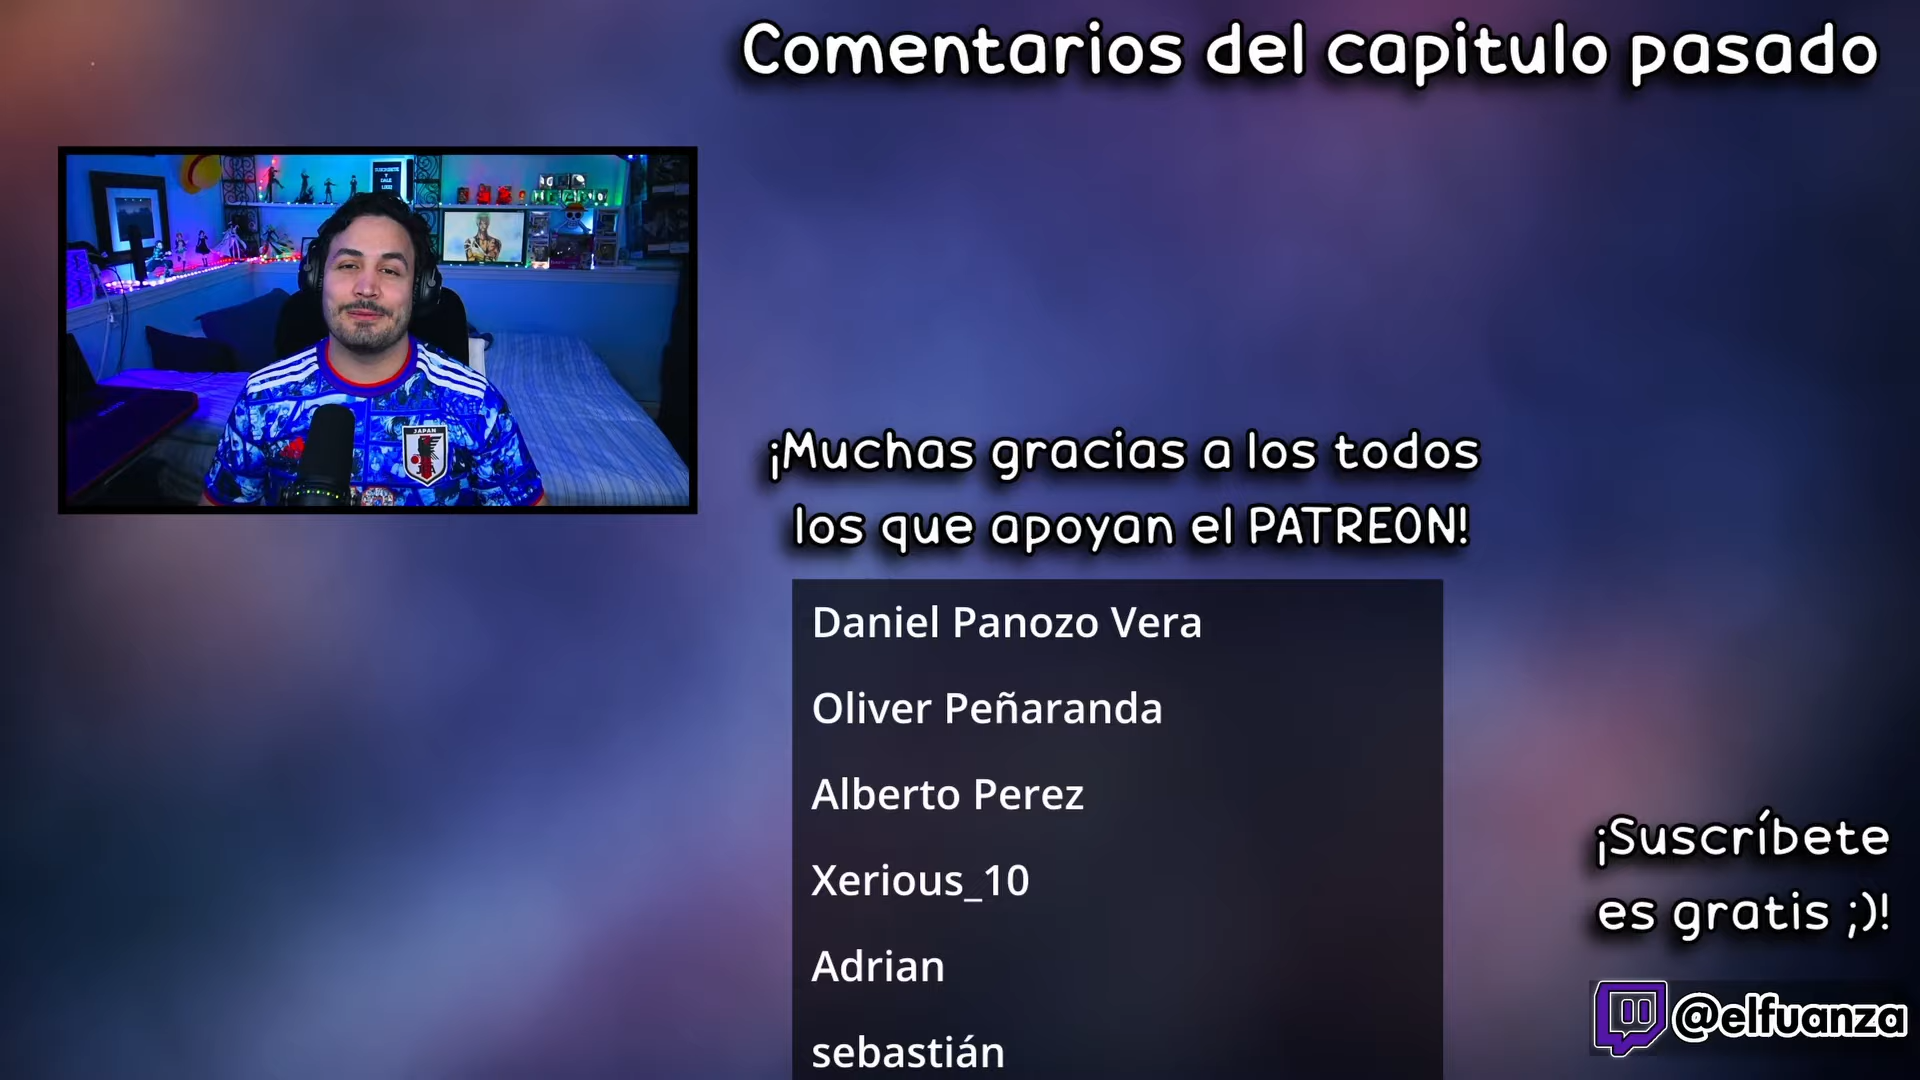 Comentarios del capitulo pasado
JAPAN
¡Muchas gracias a los todos
los que apoyan el PATREON!
Daniel Panozo Vera
Oliver Peñaranda
Alberto Perez
Xerious_10
Adrian
sebastián
¡Suscríbete
es gratis ;)!
@elfuanza